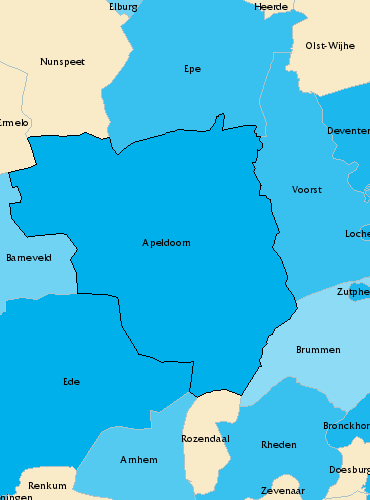 Elburg
Heerde
Olst-Wijhe
Nunspeet
Epe
Ermelo
Deventer
Voorst
Loche
Apeldoorn
Barneveld
Zutphe
Brummen
Ede
Bronckhor
Rozendaal
Rheden
Arnhem
Doesburg
Renkum
Zevenaar
ningen